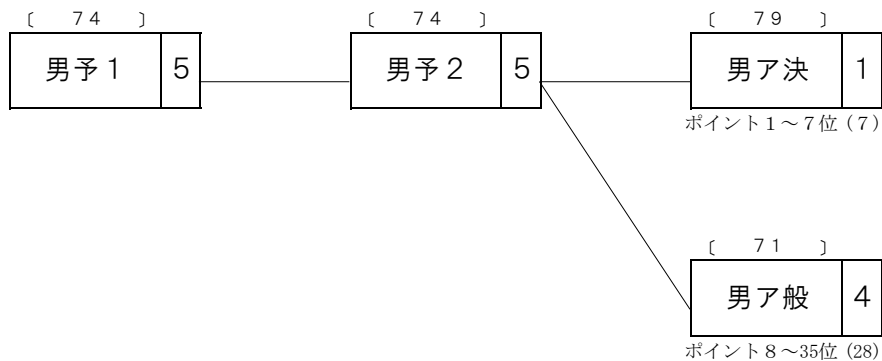 〔　７４　〕
男予１　５
〔　７４　〕
男予２　５
〔　７９　〕
男ア決　１
ポイント１～７位（７）
〔　７１　〕
男ア般　４
ポイント８～35位（28）